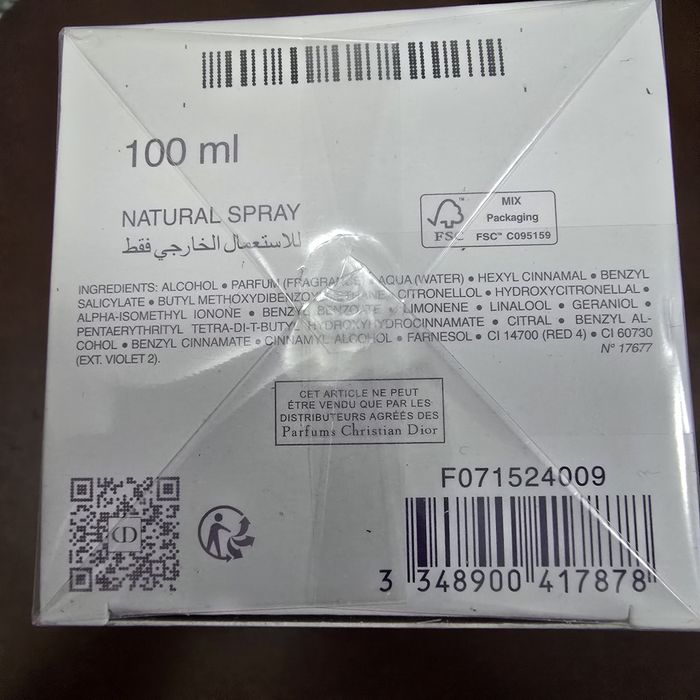 100 ml
NATURAL SPRAY
للاستعمال الخارجي فقط
MIX
Packaging
FSC™ C095159
FSC
INGREDIENTS: ALCOHOL • PARFUM (FRAGRANCE) • AQUA (WATER) • HEXYL CINNAMAL • BENZYL
SALICYLATE • BUTYL METHOXYDIBENZOYLMETHANE • CITRONELLOL • HYDROXYCITRONELLAL •
ALPHA-ISOMETHYL IONONE • BENZYL BENZOATE • LIMONENE • LINALOOL • GERANIOL •
PENTAERYTHRITYL TETRA-DI-T-BUTYL HYDROXYHYDROCINNAMATE • CITRAL • BENZYL AL-
COHOL • BENZYL CINNAMATE • CINNAMYL ALCOHOL • FARNESOL • CI 14700 (RED 4) • CI 60730
(EXT. VIOLET 2).
N° 17677
CET ARTICLE NE PEUT
ÊTRE VENDU QUE PAR LES
DISTRIBUTEURS AGRÉÉS DES
Parfums Christian Dior
CD
F071524009
3 348900 417878